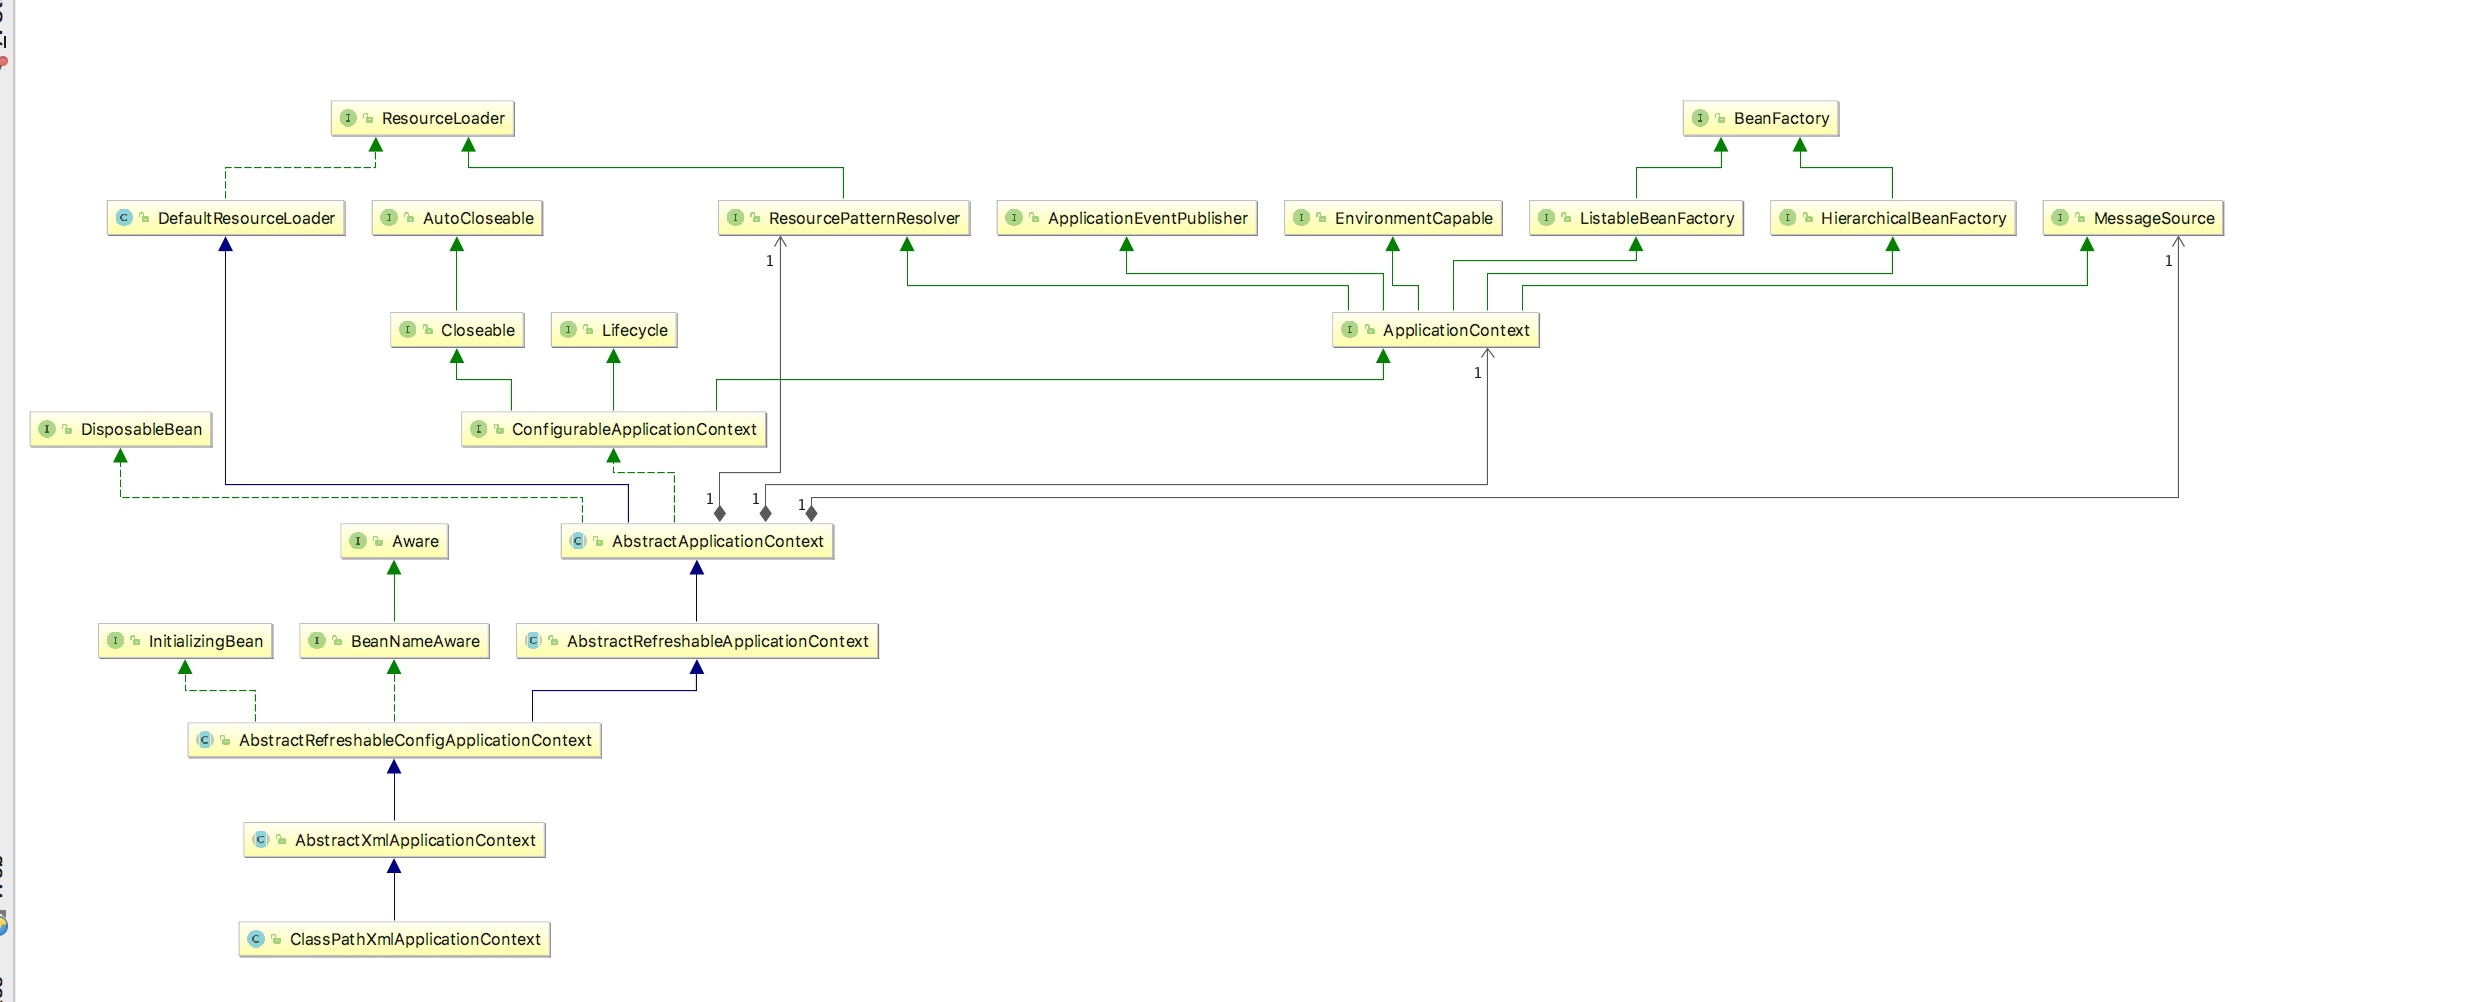 ResourceLoader
BeanFactory
DefaultResourceLoader
AutoCloseable
ResourcePatternResolver
ApplicationEventPublisher
EnvironmentCapable
ListableBeanFactory
HierarchicalBeanFactory
MessageSource
1
1
Closeable
Lifecycle
ApplicationContext
1
DisposableBean
ConfigurableApplicationContext
1
1
1
Aware
AbstractApplicationContext
InitializingBean
BeanNameAware
AbstractRefreshableApplicationContext
AbstractRefreshableConfigApplicationContext
AbstractXmlApplicationContext
ClassPathXmlApplicationContext